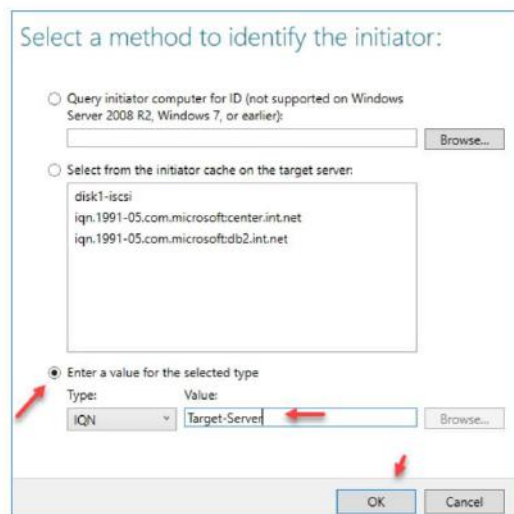 Select a method to identify the initiator:
Query initiator computer for ID (not supported on Windows
Server 2008 R2, Windows 7, or earlier):
Browse...
Select from the initiator cache on the target server:
disk1-iscsi
iqn.1991-05.com.microsoft:center.int.net
iqn.1991-05.com.microsoft:db2.int.net
Enter a value for the selected type
Type: Value:
IQN Target-Server Browse...
OK Cancel